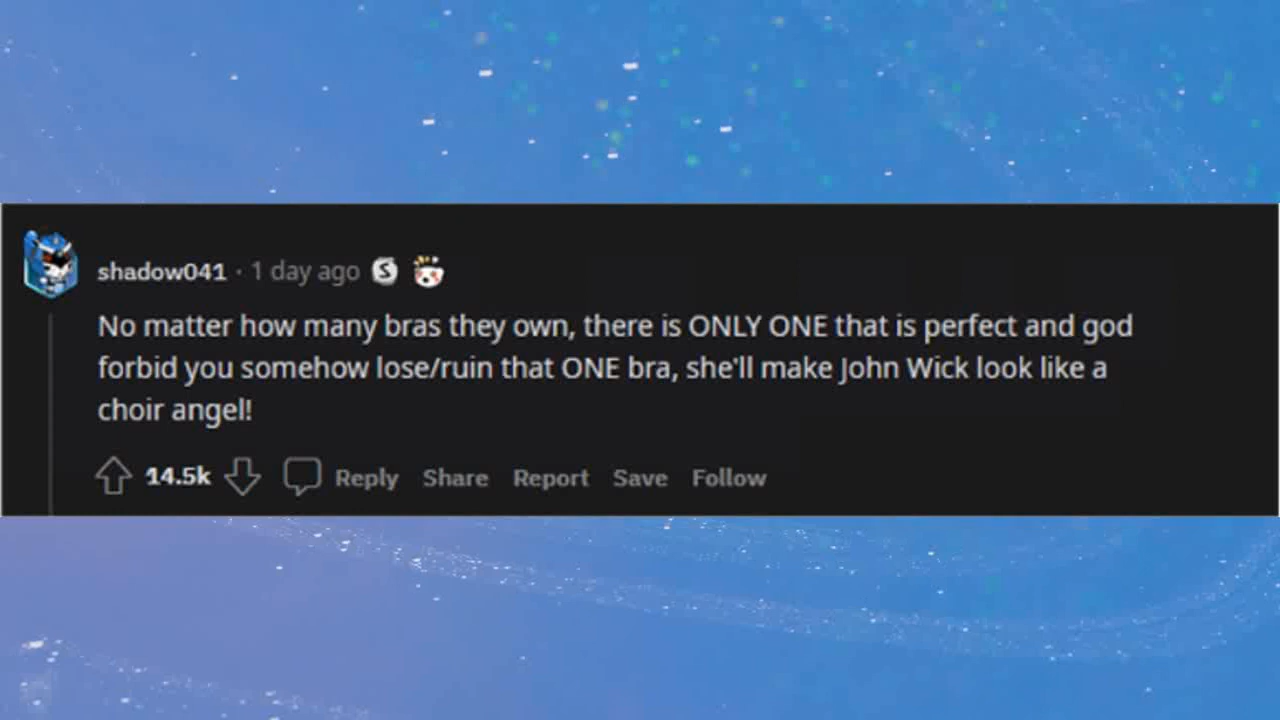 shadow041 · 1 day ago
No matter how many bras they own, there is ONLY ONE that is perfect and god
forbid you somehow lose/ruin that ONE bra, she'll make John Wick look like a
choir angel!
14.5k Reply Share Report Save Follow